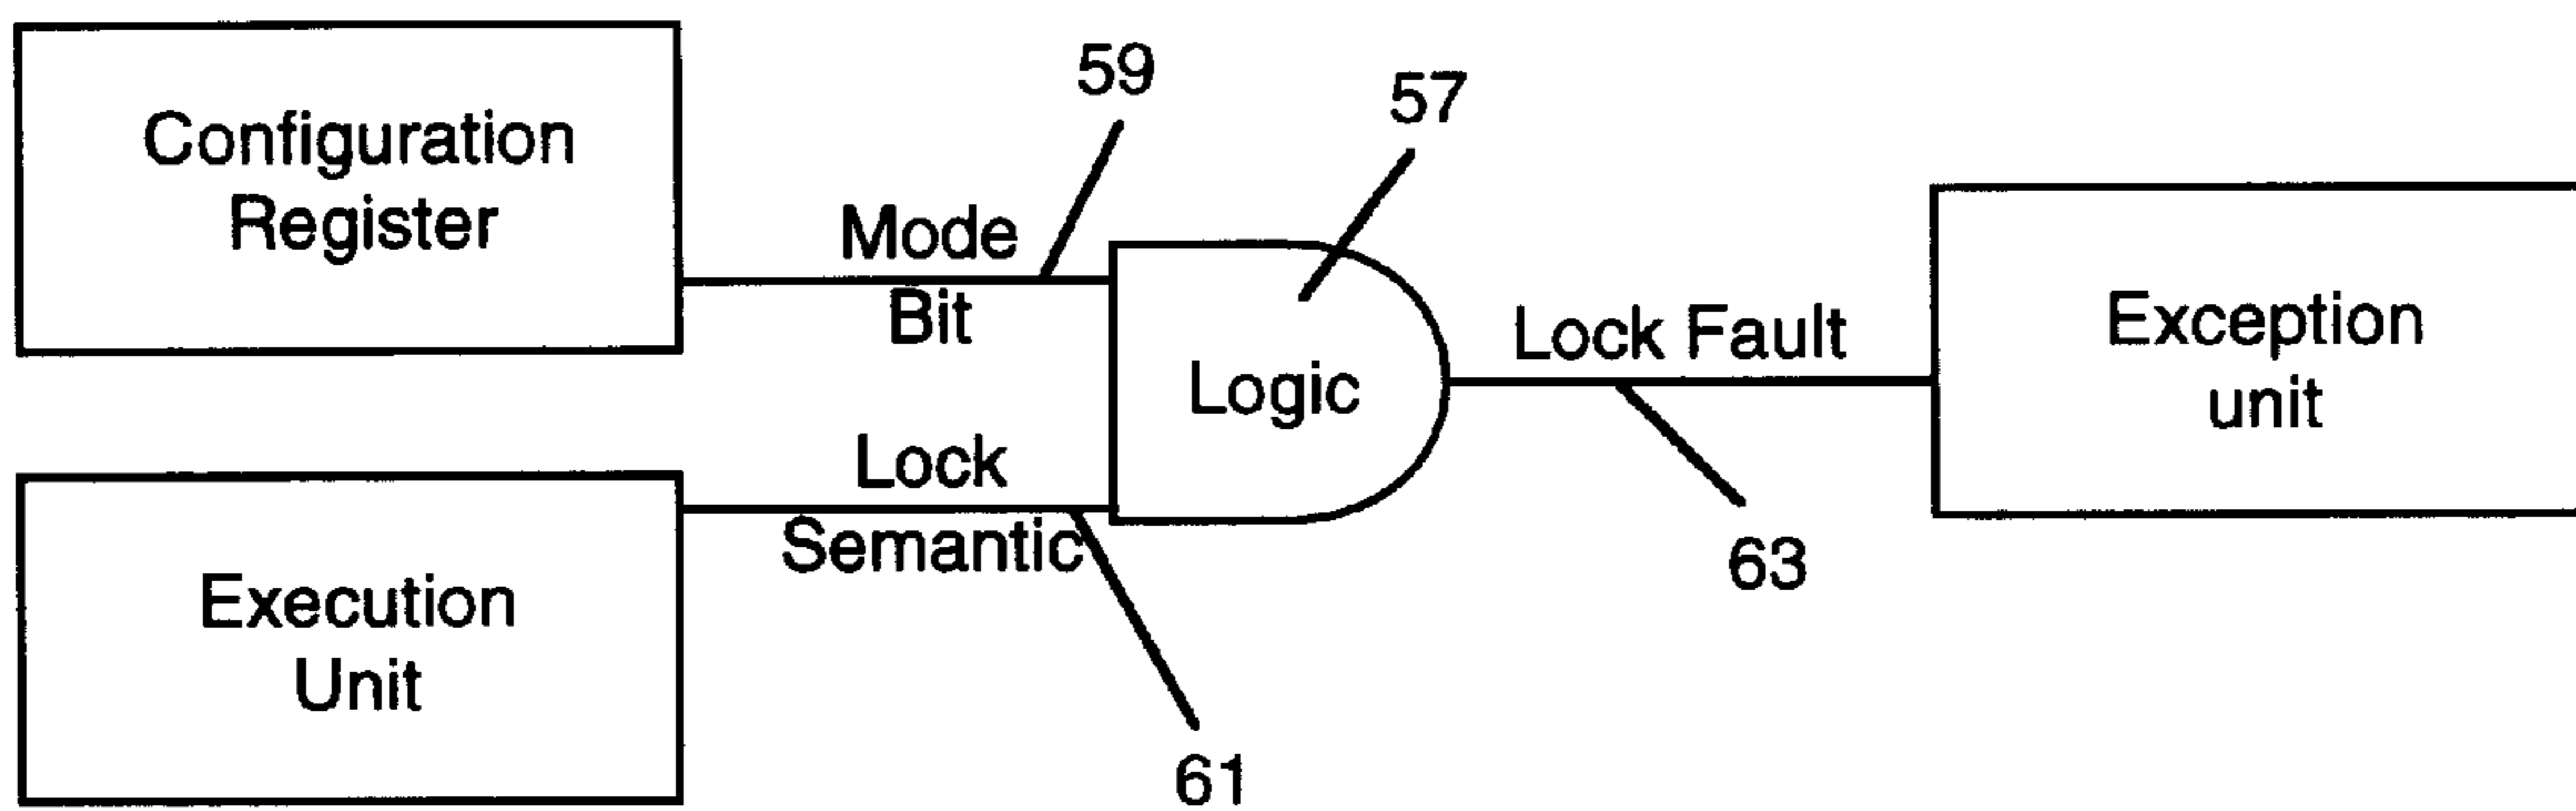 Configuration
Register
59
57
Mode
Bit
Logic
Lock Fault
Exception
unit
Lock
Semantic
Execution
Unit
61
63